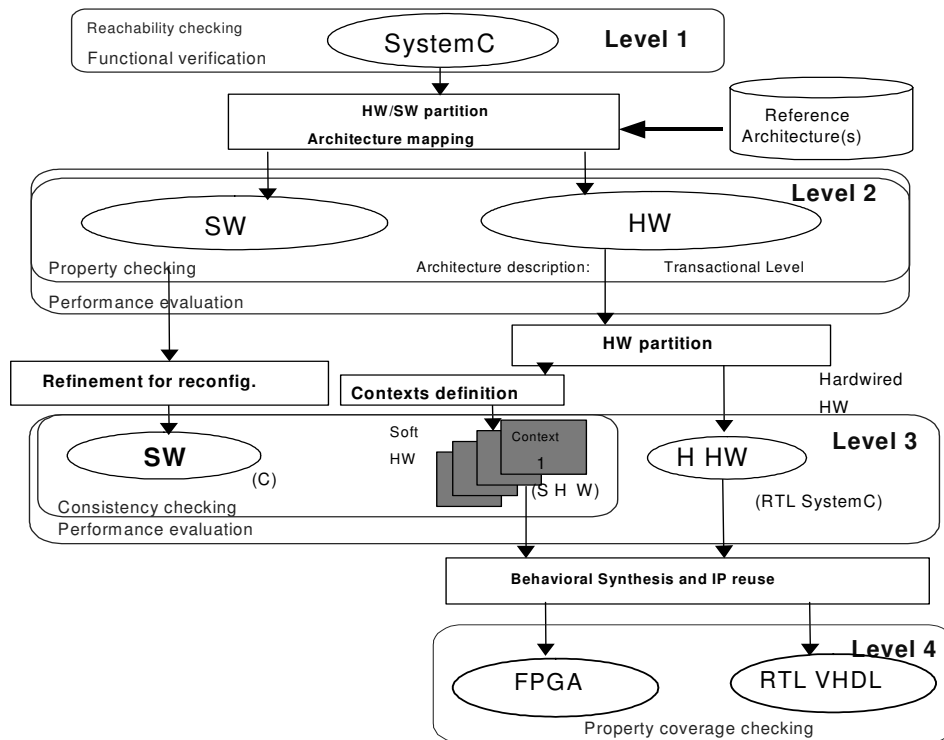 Reachability checking
Functional verification
SystemC
Level 1
HW/SW partition
Architecture mapping
Reference
Architecture(s)
Level 2
SW
HW
Property checking
Architecture description:
Transactional Level
Performance evaluation
HW partition
Refinement for reconfig.
Contexts definition
Hardwired
HW
Level 3
SW
(C)
Soft
HW
Context
1
(S H W)
H HW
(RTL SystemC)
Consistency checking
Performance evaluation
Behavioral Synthesis and IP reuse
Level 4
FPGA
RTL VHDL
Property coverage checking